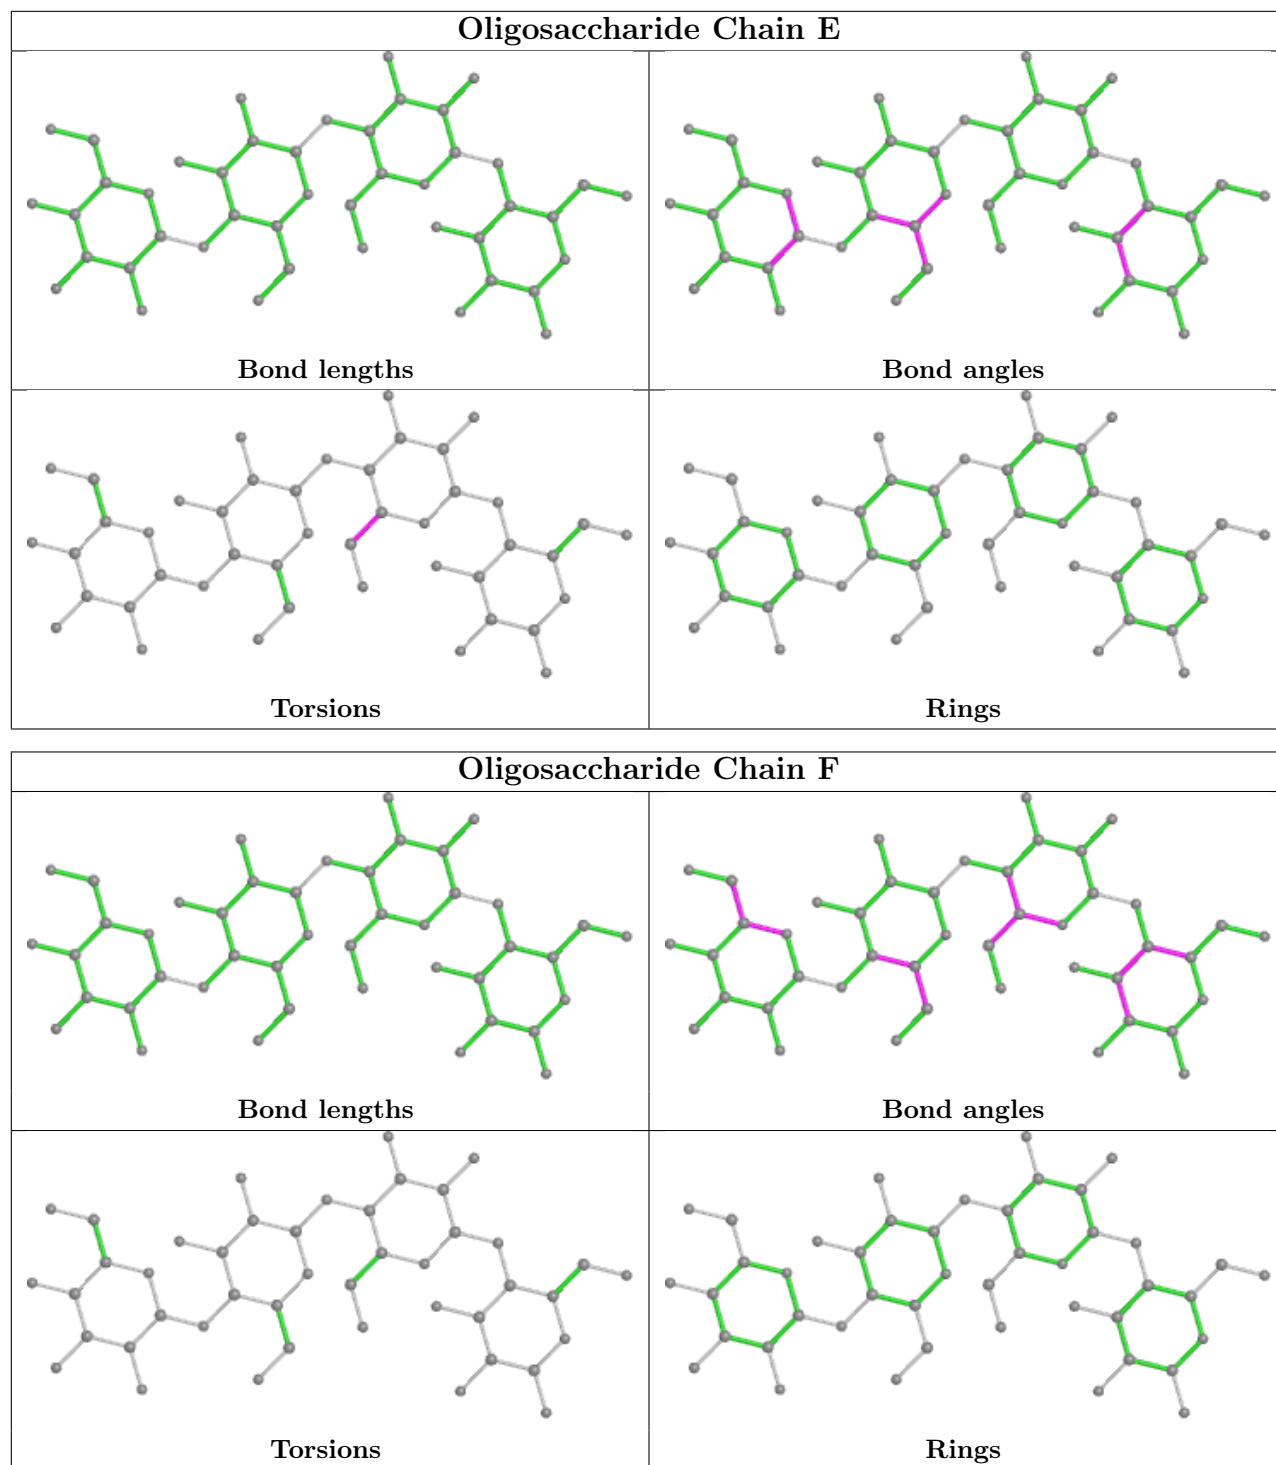 Oligosaccharide Chain E
Bond lengths
Bond angles
Torsions
Rings
Oligosaccharide Chain F
Bond lengths
Bond angles
Torsions
Rings